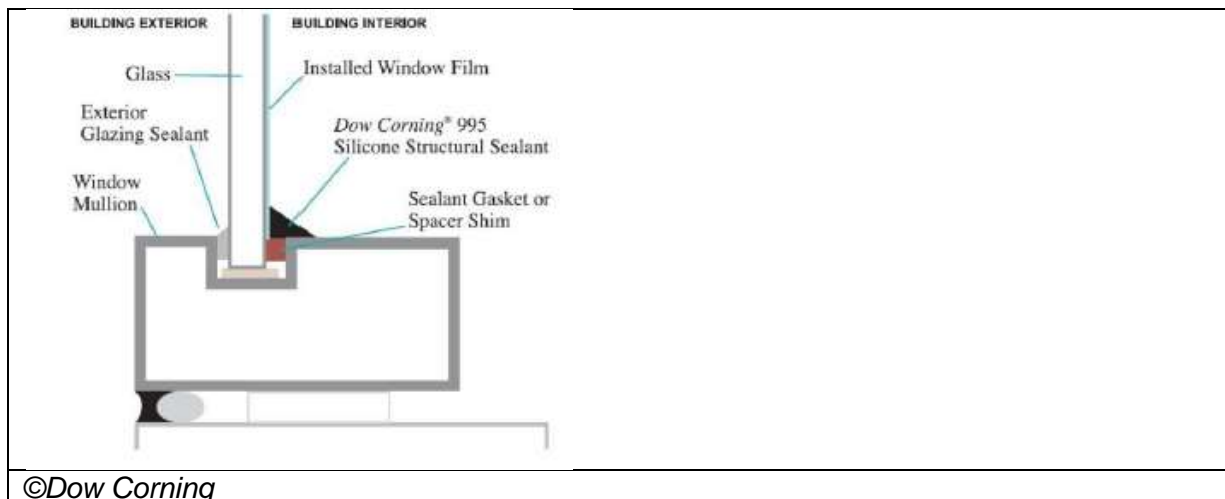 BUILDING EXTERIOR
BUILDING INTERIOR
Glass
Installed Window Film
Exterior
Glazing Sealant
Dow Corning® 995
Silicone Structural Sealant
Window
Mullion
Sealant Gasket or
Spacer Shim
©Dow Corning